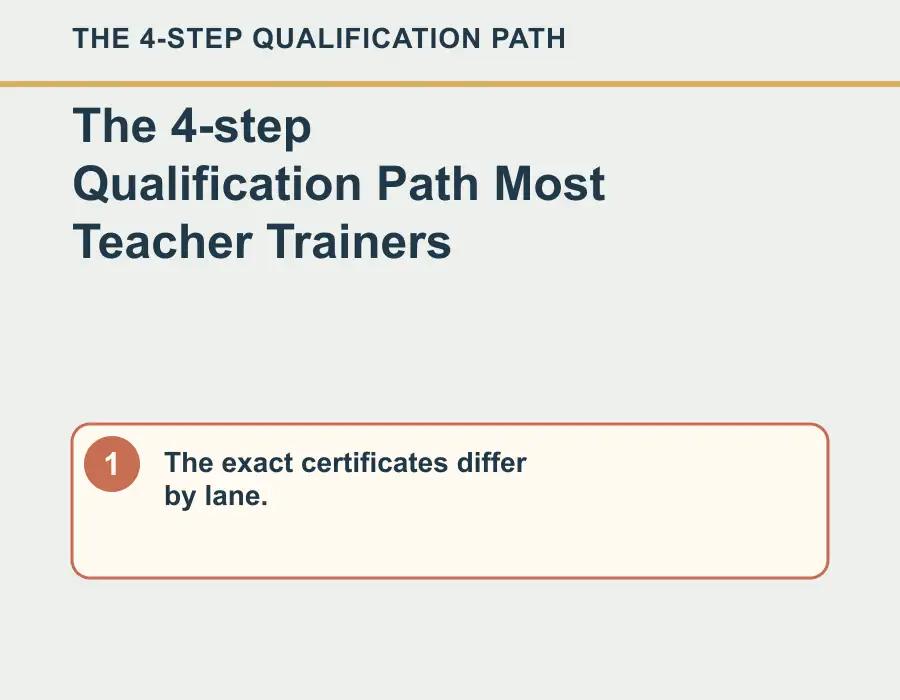 THE 4-STEP QUALIFICATION PATH
The 4-step
Qualification Path Most
Teacher Trainers
1
The exact certificates differ
by lane.